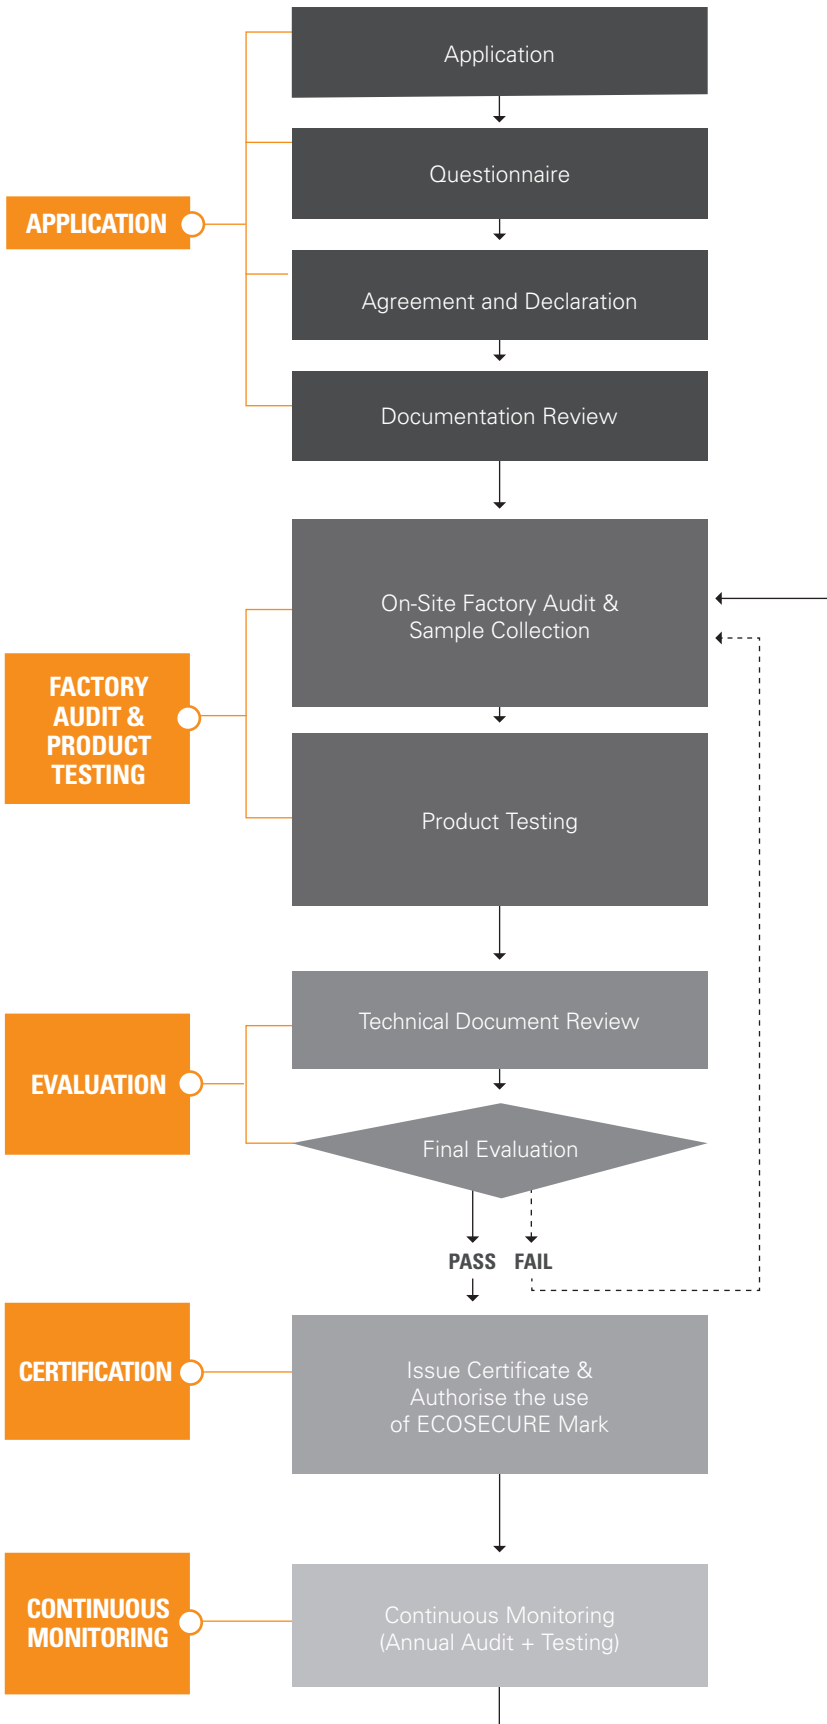 Application
Questionnaire
APPLICATION
Agreement and Declaration
Documentation Review
On-Site Factory Audit &
Sample Collection
FACTORY
AUDIT &
PRODUCT
TESTING
Product Testing
Technical Document Review
EVALUATION
Final Evaluation
PASS FAIL
CERTIFICATION
Issue Certificate &
Authorise the use
of ECOSECURE Mark
CONTINUOUS
MONITORING
Continuous Monitoring
(Annual Audit + Testing)